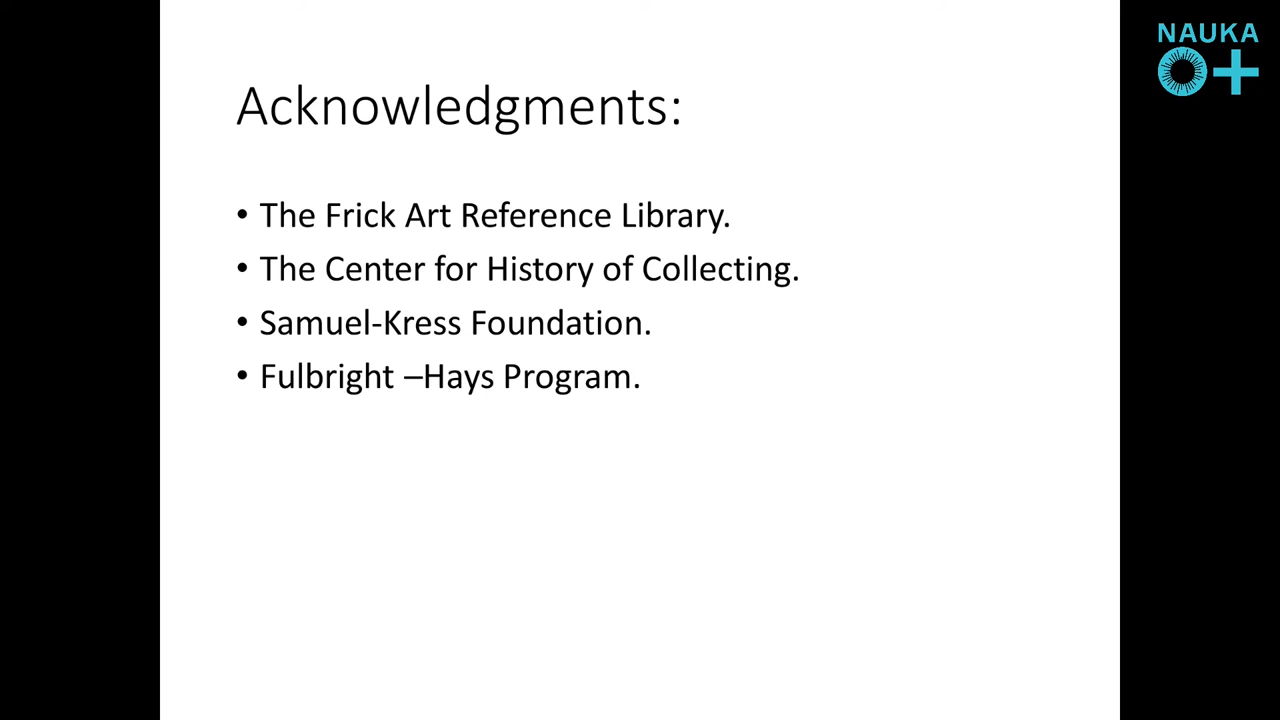 NAUKA
O+
Acknowledgments:
• The Frick Art Reference Library.
• The Center for History of Collecting.
• Samuel-Kress Foundation.
• Fulbright –Hays Program.